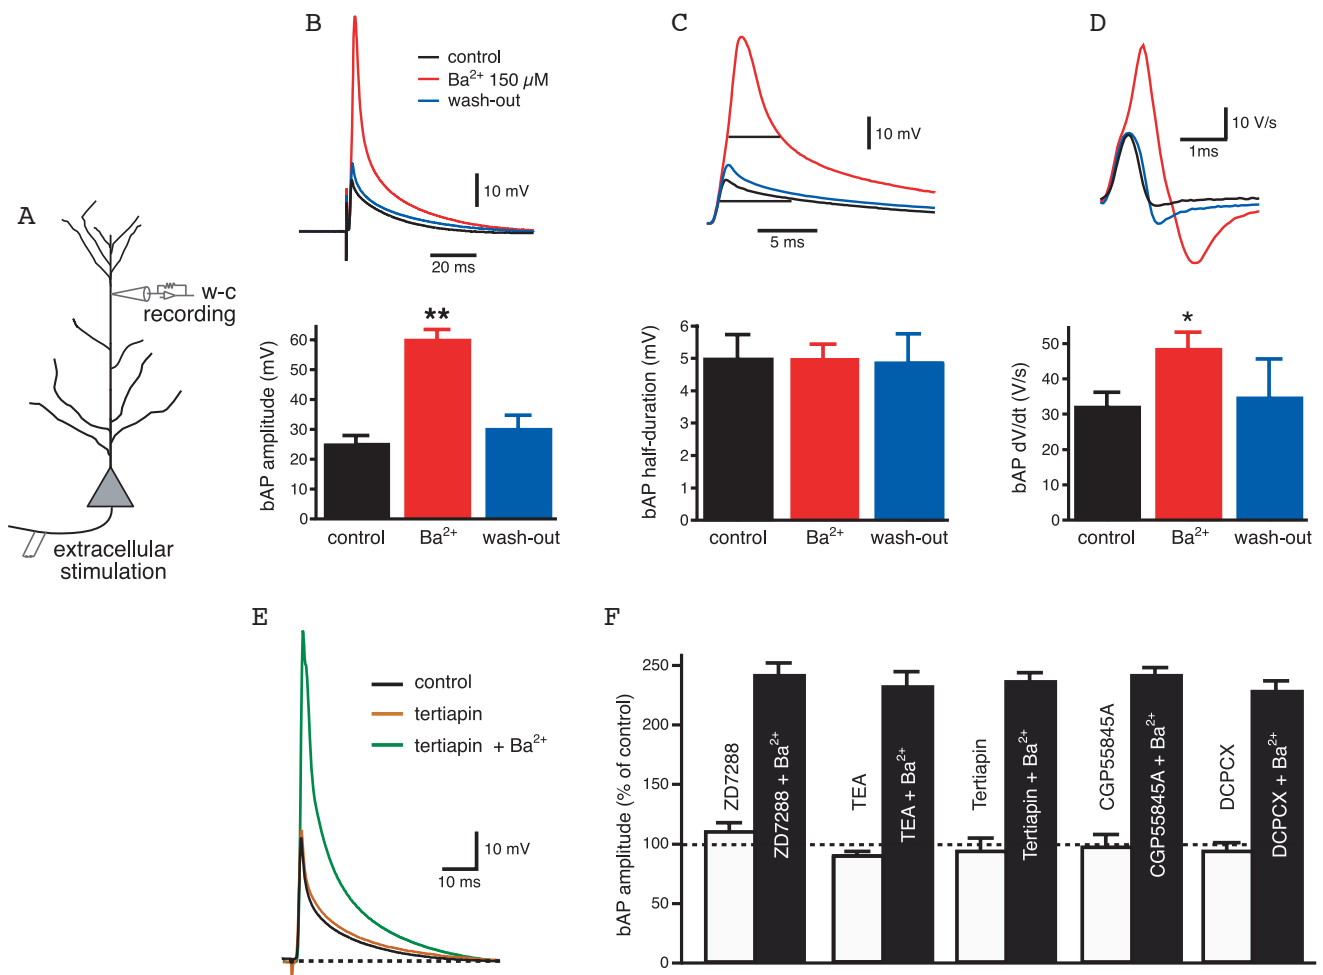 A
w-c
recording
extracellular
stimulation
B
control
Ba²⁺ 150 μM
wash-out
10 mV
20 ms
bAP amplitude (mV)
60
50
40
30
20
10
0
**
control
Ba²⁺
wash-out
C
10 mV
5 ms
bAP half-duration (mV)
6
5
4
3
2
1
0
control
Ba²⁺
wash-out
D
10 V/s
1ms
bAP dV/dt (V/s)
50
40
30
20
10
0
*
control
Ba²⁺
wash-out
E
control
tertiapin
tertiapin + Ba²⁺
10 mV
10 ms
F
bAP amplitude (% of control)
250
200
150
100
50
0
ZD7288
ZD7288 + Ba²⁺
TEA
TEA + Ba²⁺
Tertiapin
Tertiapin + Ba²⁺
CGP55845A
CGP55845A + Ba²⁺
DCPCX
DCPCX + Ba²⁺